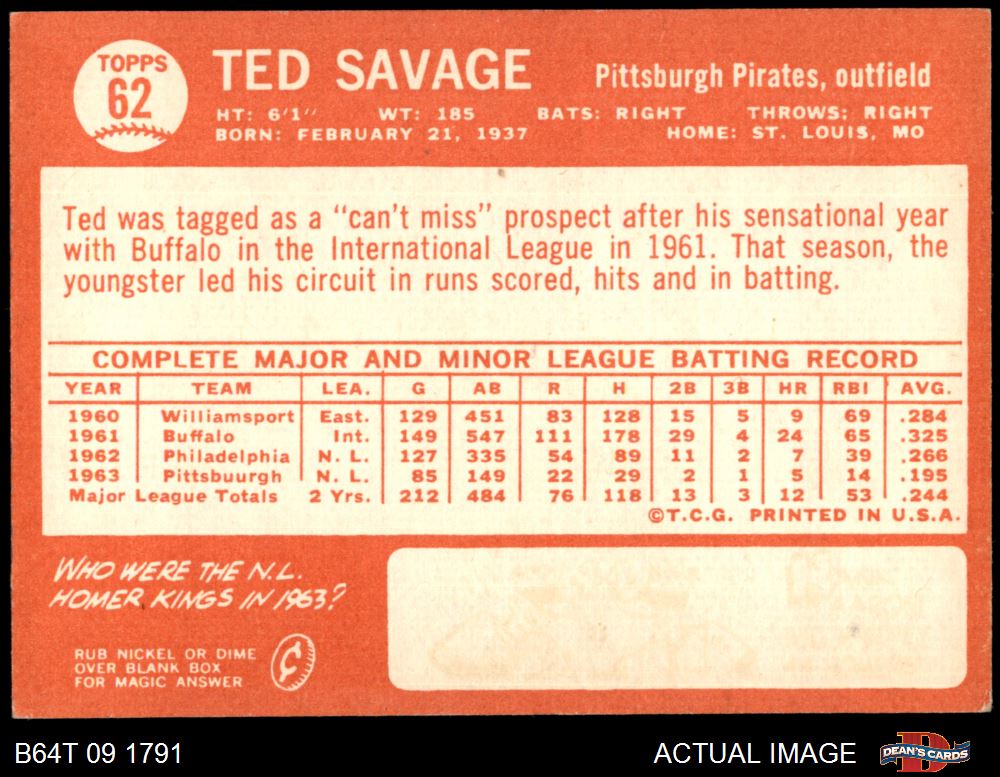 TOPPS
62
TED SAVAGE
Pittsburgh Pirates, outfield
HT: 6'1" WT: 185 BATS: RIGHT THROWS: RIGHT
BORN: FEBRUARY 21, 1937 HOME: ST. LOUIS, MO
Ted was tagged as a "can't miss" prospect after his sensational year
with Buffalo in the International League in 1961. That season, the
youngster led his circuit in runs scored, hits and in batting.
COMPLETE MAJOR AND MINOR LEAGUE BATTING RECORD
YEAR TEAM LEA. G AB R H 2B 3B HR RBI AVG.
1960 Williamsport East. 129 451 83 128 15 5 9 69 .284
1961 Buffalo Int. 149 547 111 178 29 4 24 65 .325
1962 Philadelphia N. L. 127 335 54 89 11 2 7 39 .266
1963 Pittsbuurgh N. L. 85 149 22 29 2 1 5 14 .195
Major League Totals 2 Yrs. 212 484 76 118 13 3 12 53 .244
©T.C.G. PRINTED IN U.S.A.
WHO WERE THE N.L.
HOMER KINGS IN 1963?
RUB NICKEL OR DIME
OVER BLANK BOX
FOR MAGIC ANSWER
¢
B64T 09 1791
ACTUAL IMAGE
D
DEAN'S CARDS